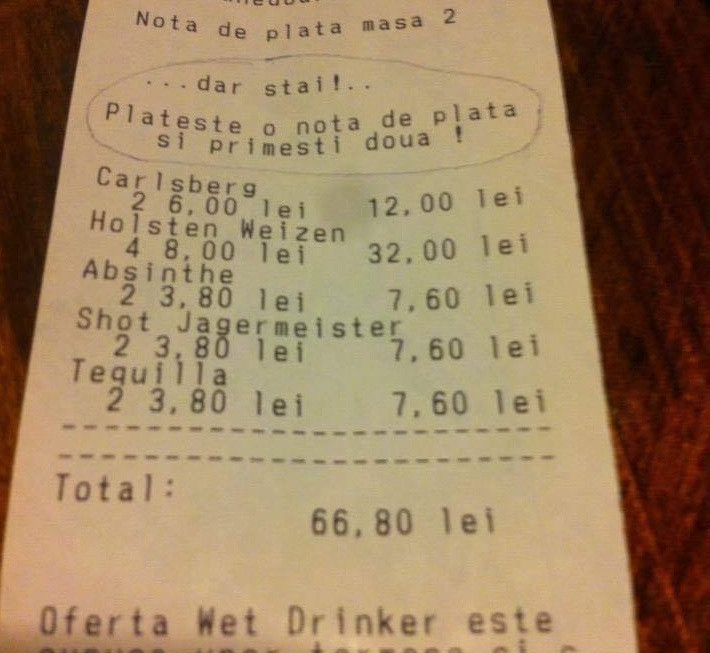 Nota de plata masa 2
...dar stai!..
Plateste o nota de plata
si primesti doua !
Carlsberg
2 6,00 lei 12,00 lei
Holsten Weizen
4 8,00 lei 32,00 lei
Absinthe
2 3,80 lei 7,60 lei
Shot Jagermeister
2 3,80 lei 7,60 lei
Tequilla
2 3,80 lei 7,60 lei
Total:
66,80 lei
Oferta Wet Drinker este